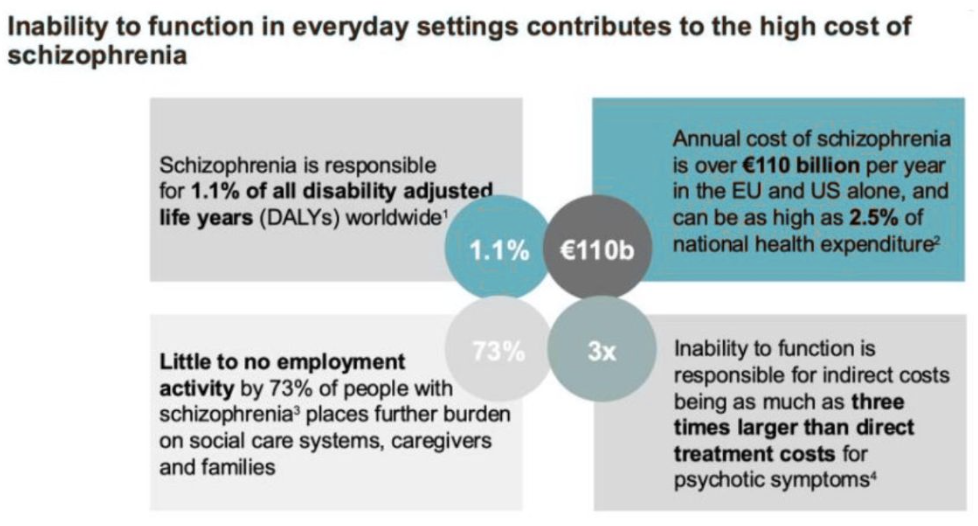 Inability to function in everyday settings contributes to the high cost of
schizophrenia
Schizophrenia is responsible
for 1.1% of all disability adjusted
life years (DALYs) worldwide¹
Annual cost of schizophrenia
is over €110 billion per year
in the EU and US alone, and
can be as high as 2.5% of
national health expenditure²
1.1%
€110b
73%
3x
Little to no employment
activity by 73% of people with
schizophrenia³ places further burden
on social care systems, caregivers
and families
Inability to function is
responsible for indirect costs
being as much as three
times larger than direct
treatment costs for
psychotic symptoms⁴